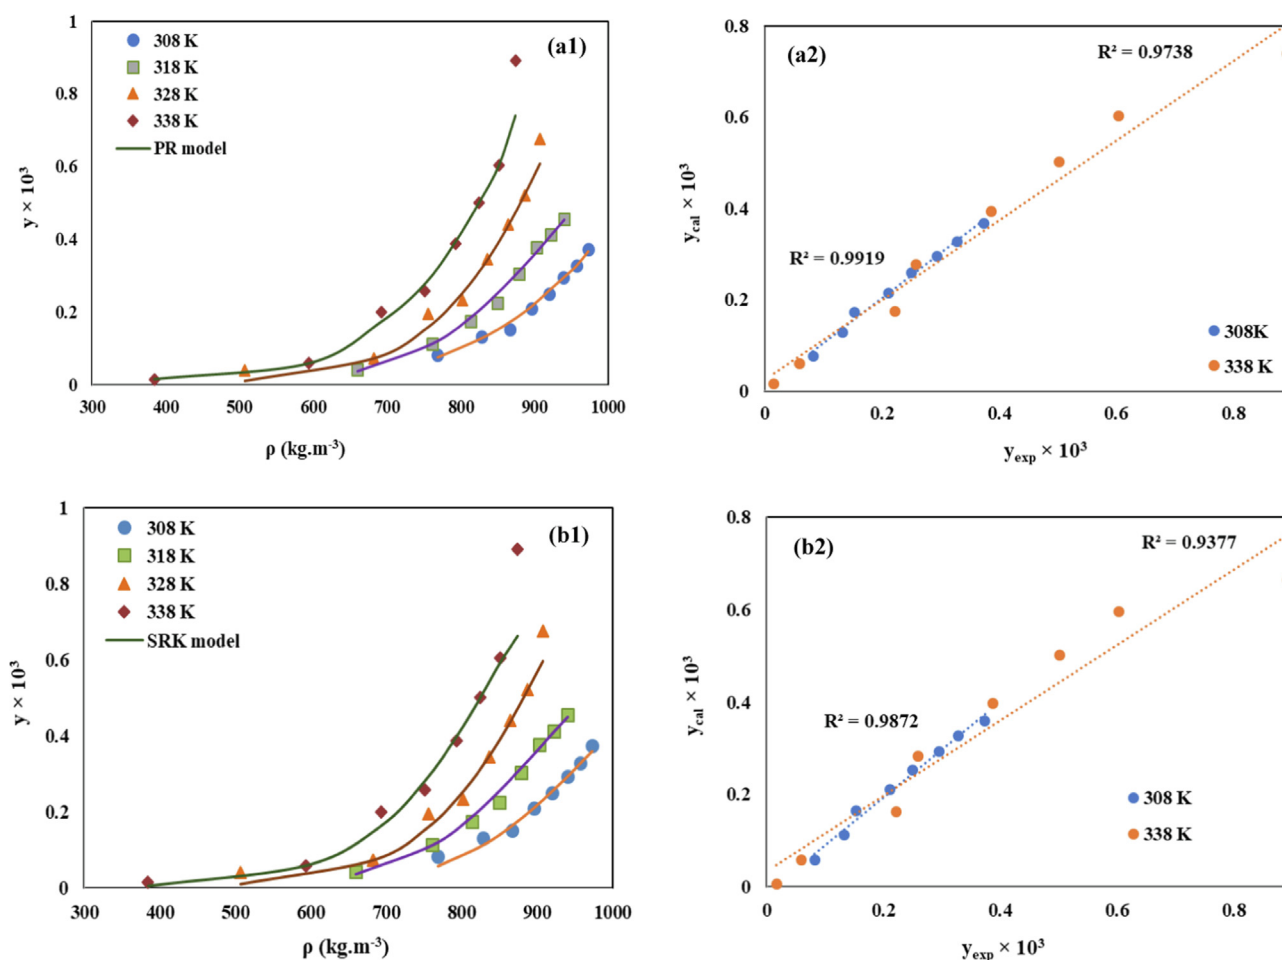 (a1)
308 K
318 K
328 K
338 K
PR model
y × 10³
1
0.8
0.6
0.4
0.2
0
300 400 500 600 700 800 900 1000
ρ (kg.m⁻³)
(a2)
R² = 0.9738
R² = 0.9919
308K
338 K
y_cal × 10³
0.8
0.6
0.4
0.2
0
0 0.2 0.4 0.6 0.8
y_exp × 10³
(b1)
308 K
318 K
328 K
338 K
SRK model
y × 10³
1
0.8
0.6
0.4
0.2
0
300 400 500 600 700 800 900 1000
ρ (kg.m⁻³)
(b2)
R² = 0.9377
R² = 0.9872
308 K
338 K
y_cal × 10³
0.8
0.6
0.4
0.2
0
0 0.2 0.4 0.6 0.8
y_exp × 10³